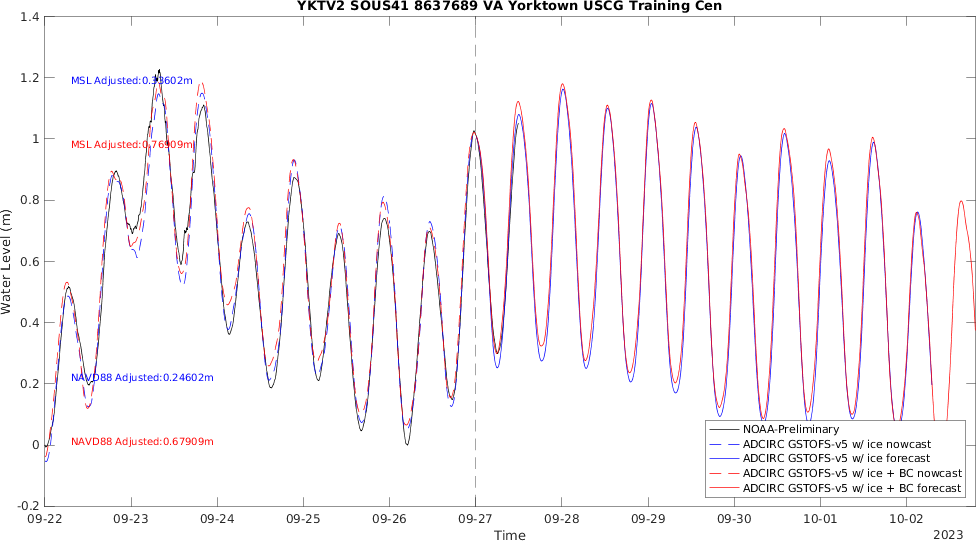 YKTV2 SOUS41 8637689 VA Yorktown USCG Training Cen
Water Level (m)
1.4
1.2
1
0.8
0.6
0.4
0.2
0
-0.2
MSL Adjusted:0.33602m
MSL Adjusted:0.76909m
NAVD88 Adjusted:0.24602m
NAVD88 Adjusted:0.67909m
NOAA-Preliminary
ADCIRC GSTOFS-v5 w/ ice nowcast
ADCIRC GSTOFS-v5 w/ ice forecast
ADCIRC GSTOFS-v5 w/ ice + BC nowcast
ADCIRC GSTOFS-v5 w/ ice + BC forecast
09-22 09-23 09-24 09-25 09-26 09-27 09-28 09-29 09-30 10-01 10-02
Time
2023